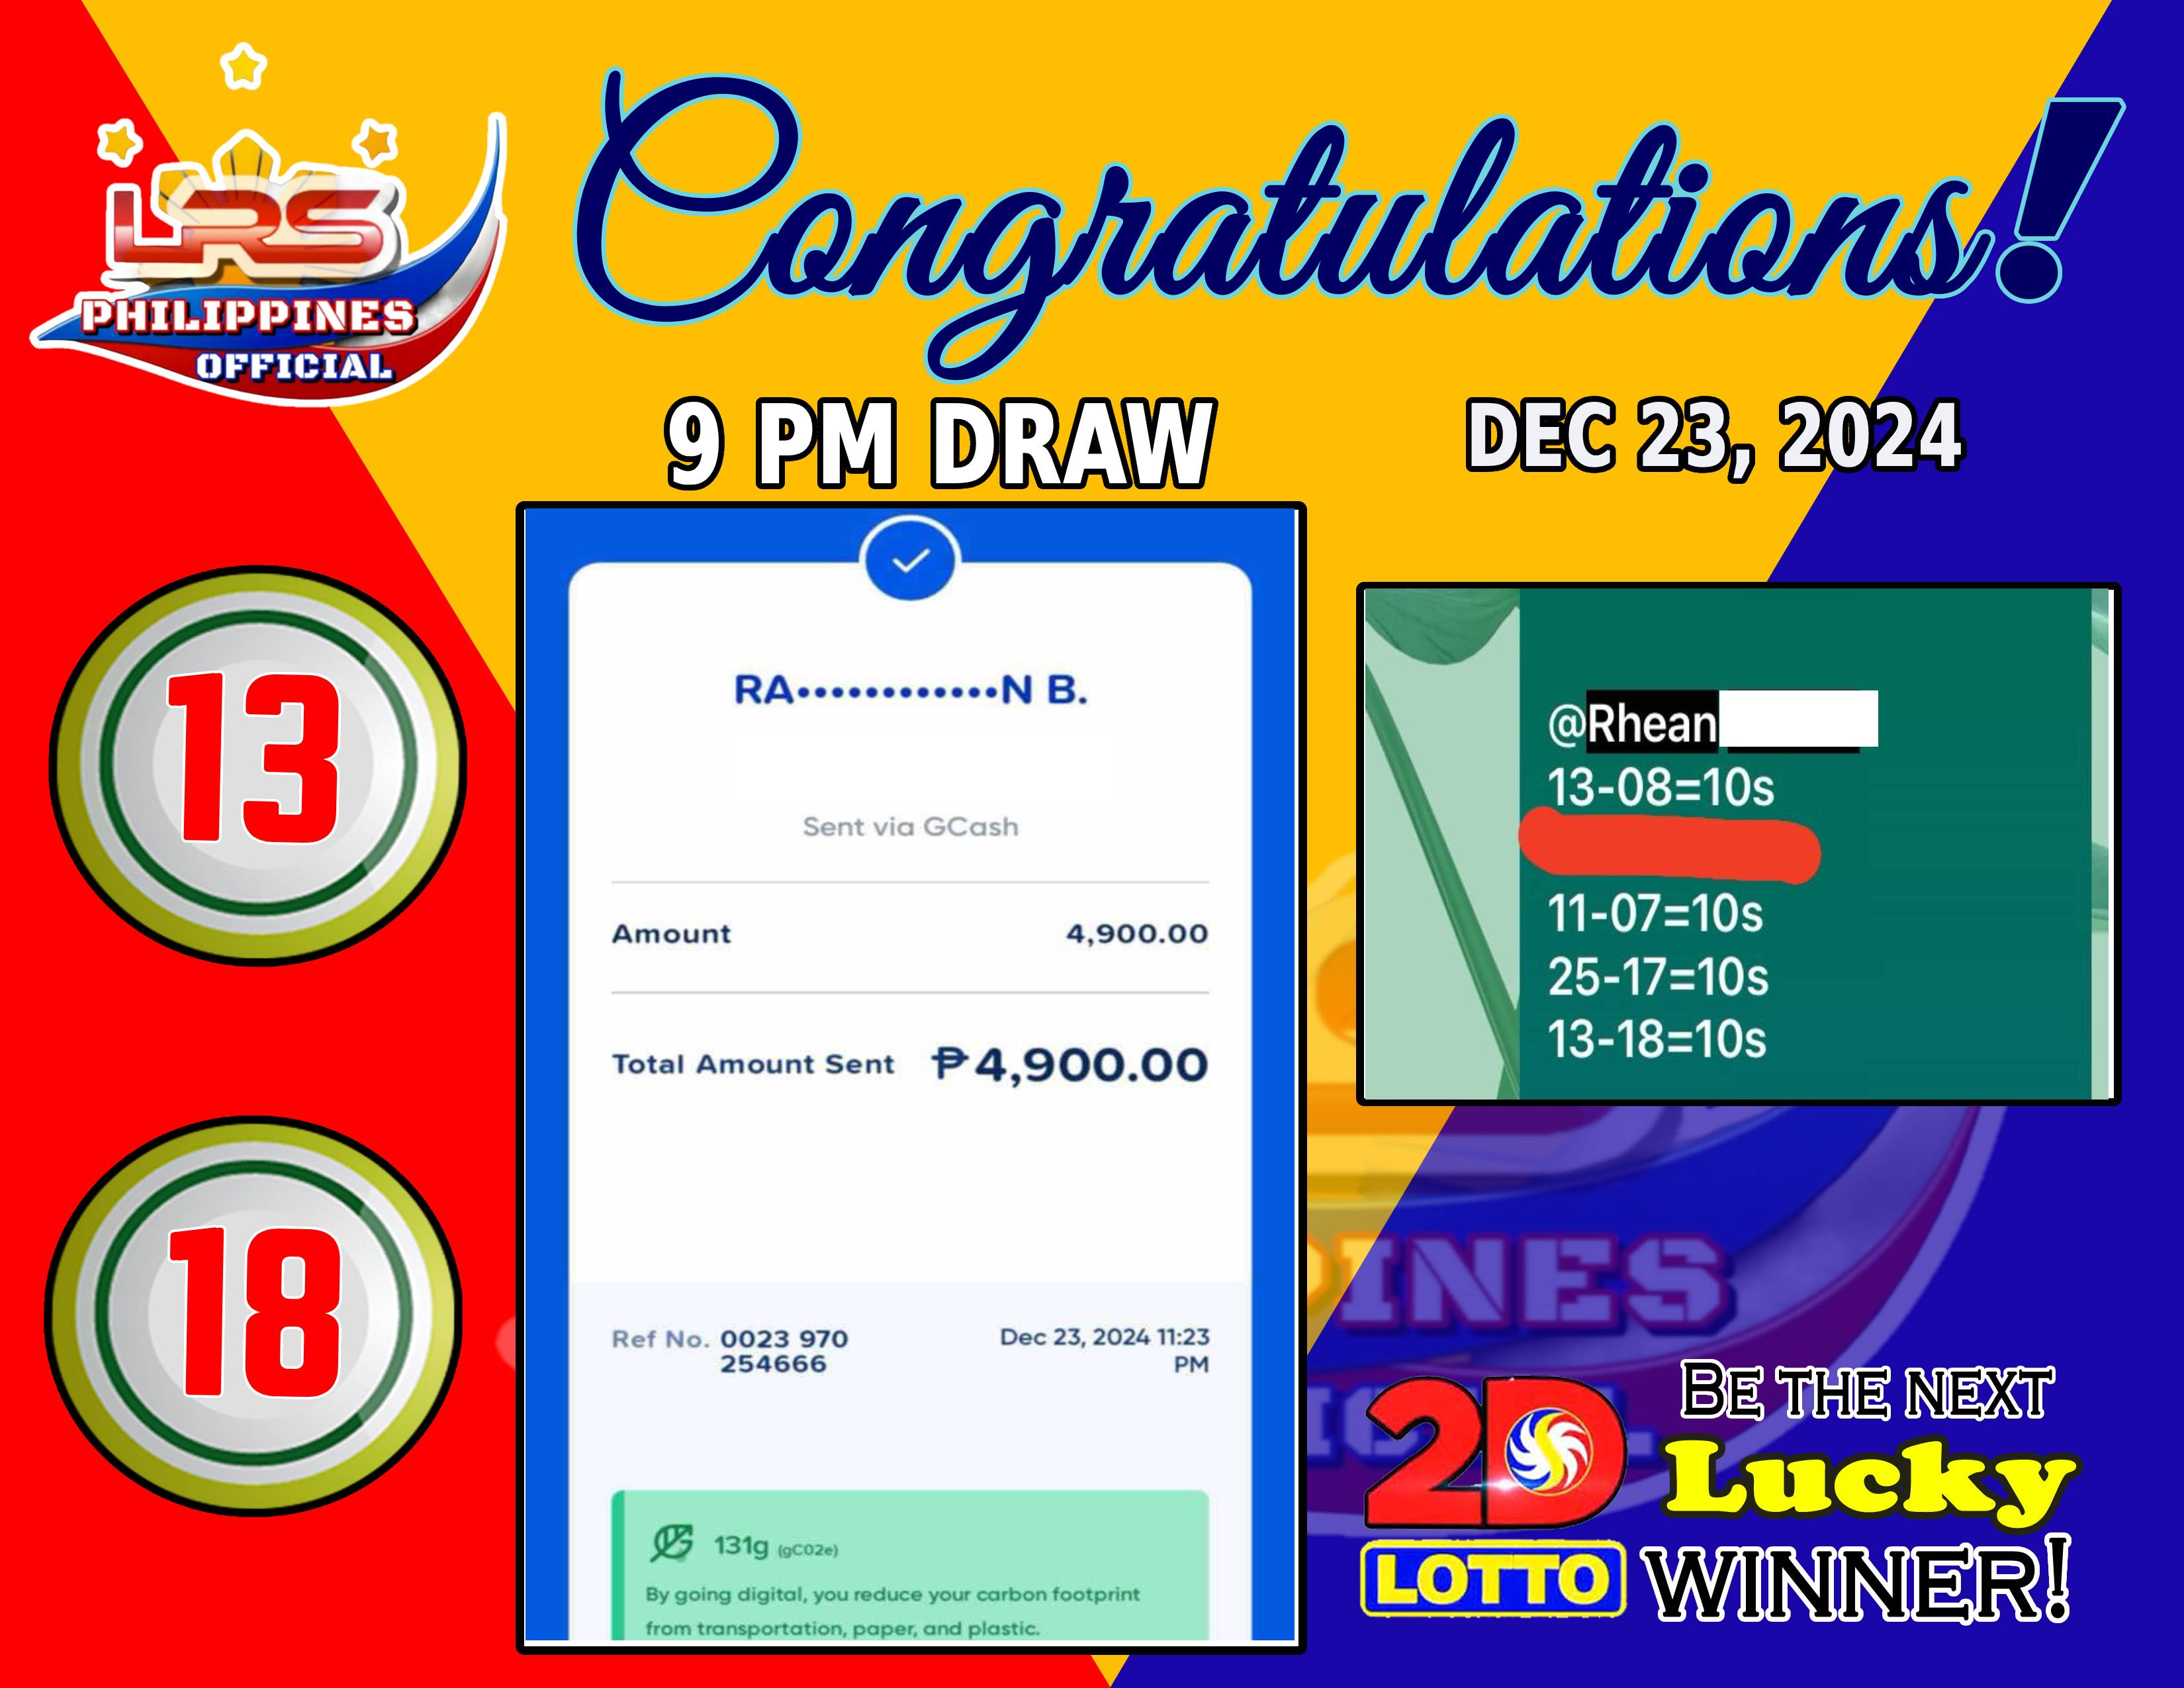 LRS
PHILIPPINES
OFFICIAL
Congratulations!
9 PM DRAW
DEC 23, 2024
13
18
RA••••••••••••N B.
Sent via GCash
Amount 4,900.00
Total Amount Sent ₱4,900.00
Ref No. 0023 970
254666
Dec 23, 2024 11:23
PM
131g (gCO2e)
By going digital, you reduce your carbon footprint
from transportation, paper, and plastic.
@Rhean
13-08=10s
11-07=10s
25-17=10s
13-18=10s
PINES
2D
LOTTO
BE THE NEXT
Lucky
WINNER!